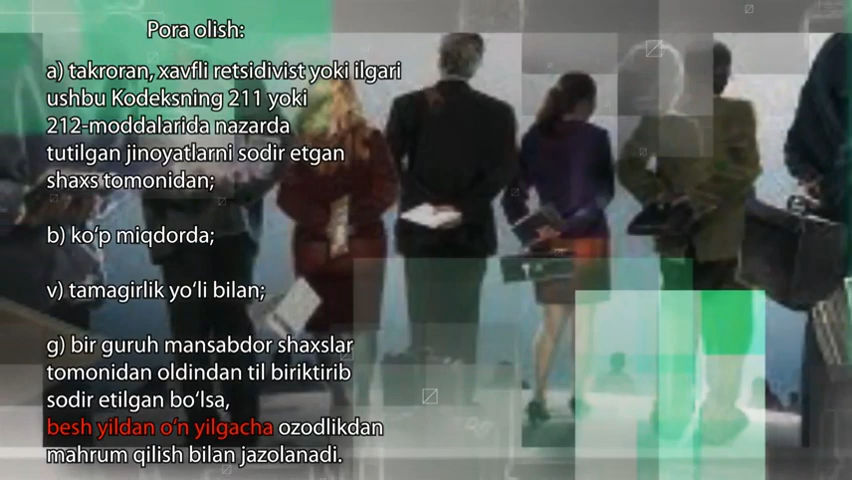 Pora olish:
a) takroran, xavfli retsidivist yoki ilgari
ushbu Kodeksning 211 yoki
212-moddalarida nazarda
tutilgan jinoyatlarni sodir etgan
shaxs tomonidan;
b) ko‘p miqdorda;
v) tamagirlik yo‘li bilan;
g) bir guruh mansabdor shaxslar
tomonidan oldindan til biriktirib
sodir etilgan bo‘lsa,
besh yildan o‘n yilgacha ozodlikdan
mahrum qilish bilan jazolanadi.